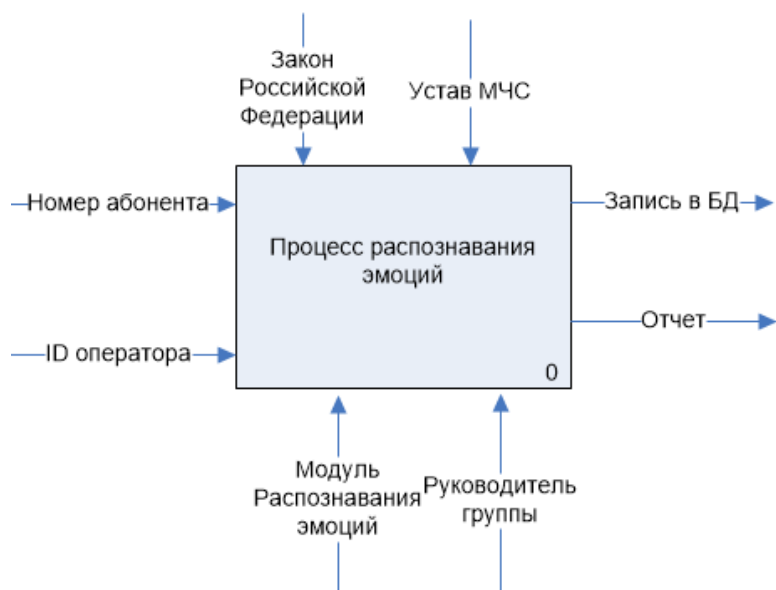 Закон
Российской
Федерации
Устав МЧС
Номер абонента
Запись в БД
Процесс распознавания
эмоций
Отчет
ID оператора
0
Модуль
Распознавания
эмоций
Руководитель
группы